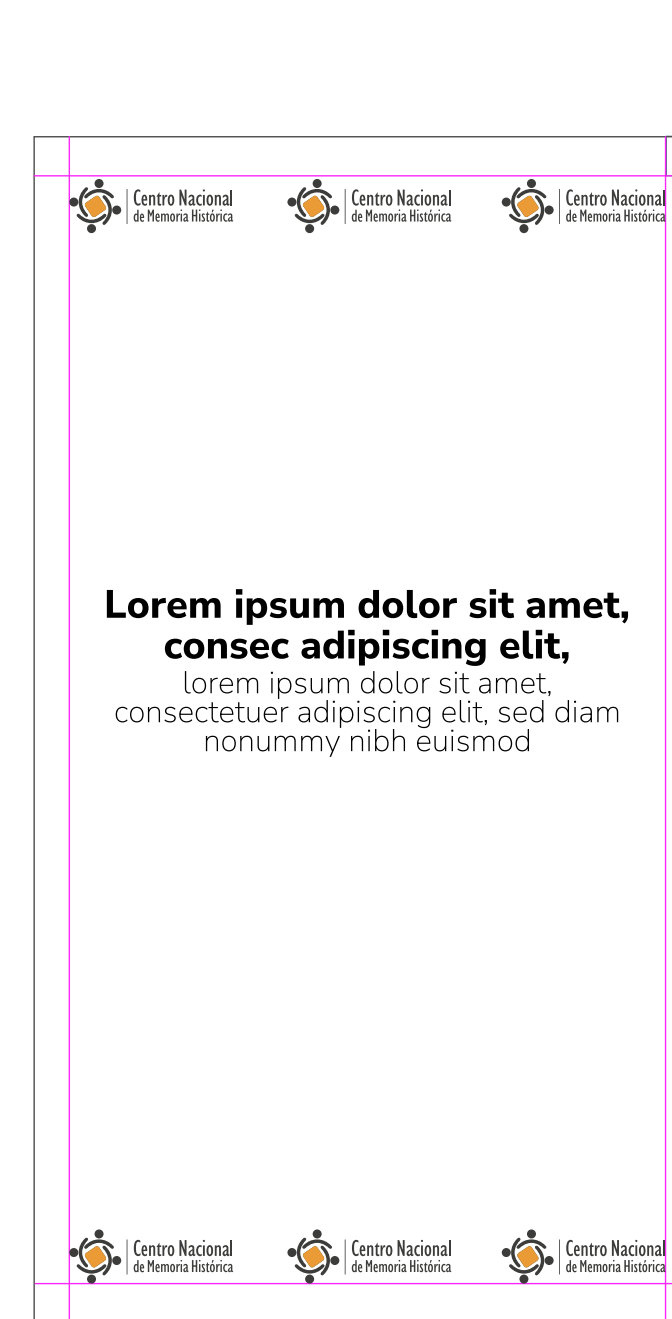 Centro Nacional
de Memoria Histórica
Centro Nacional
de Memoria Histórica
Centro Nacional
de Memoria Histórica
Lorem ipsum dolor sit amet,
consec adipiscing elit,
lorem ipsum dolor sit amet,
consectetuer adipiscing elit, sed diam
nonummy nibh euismod
Centro Nacional
de Memoria Histórica
Centro Nacional
de Memoria Histórica
Centro Nacional
de Memoria Histórica